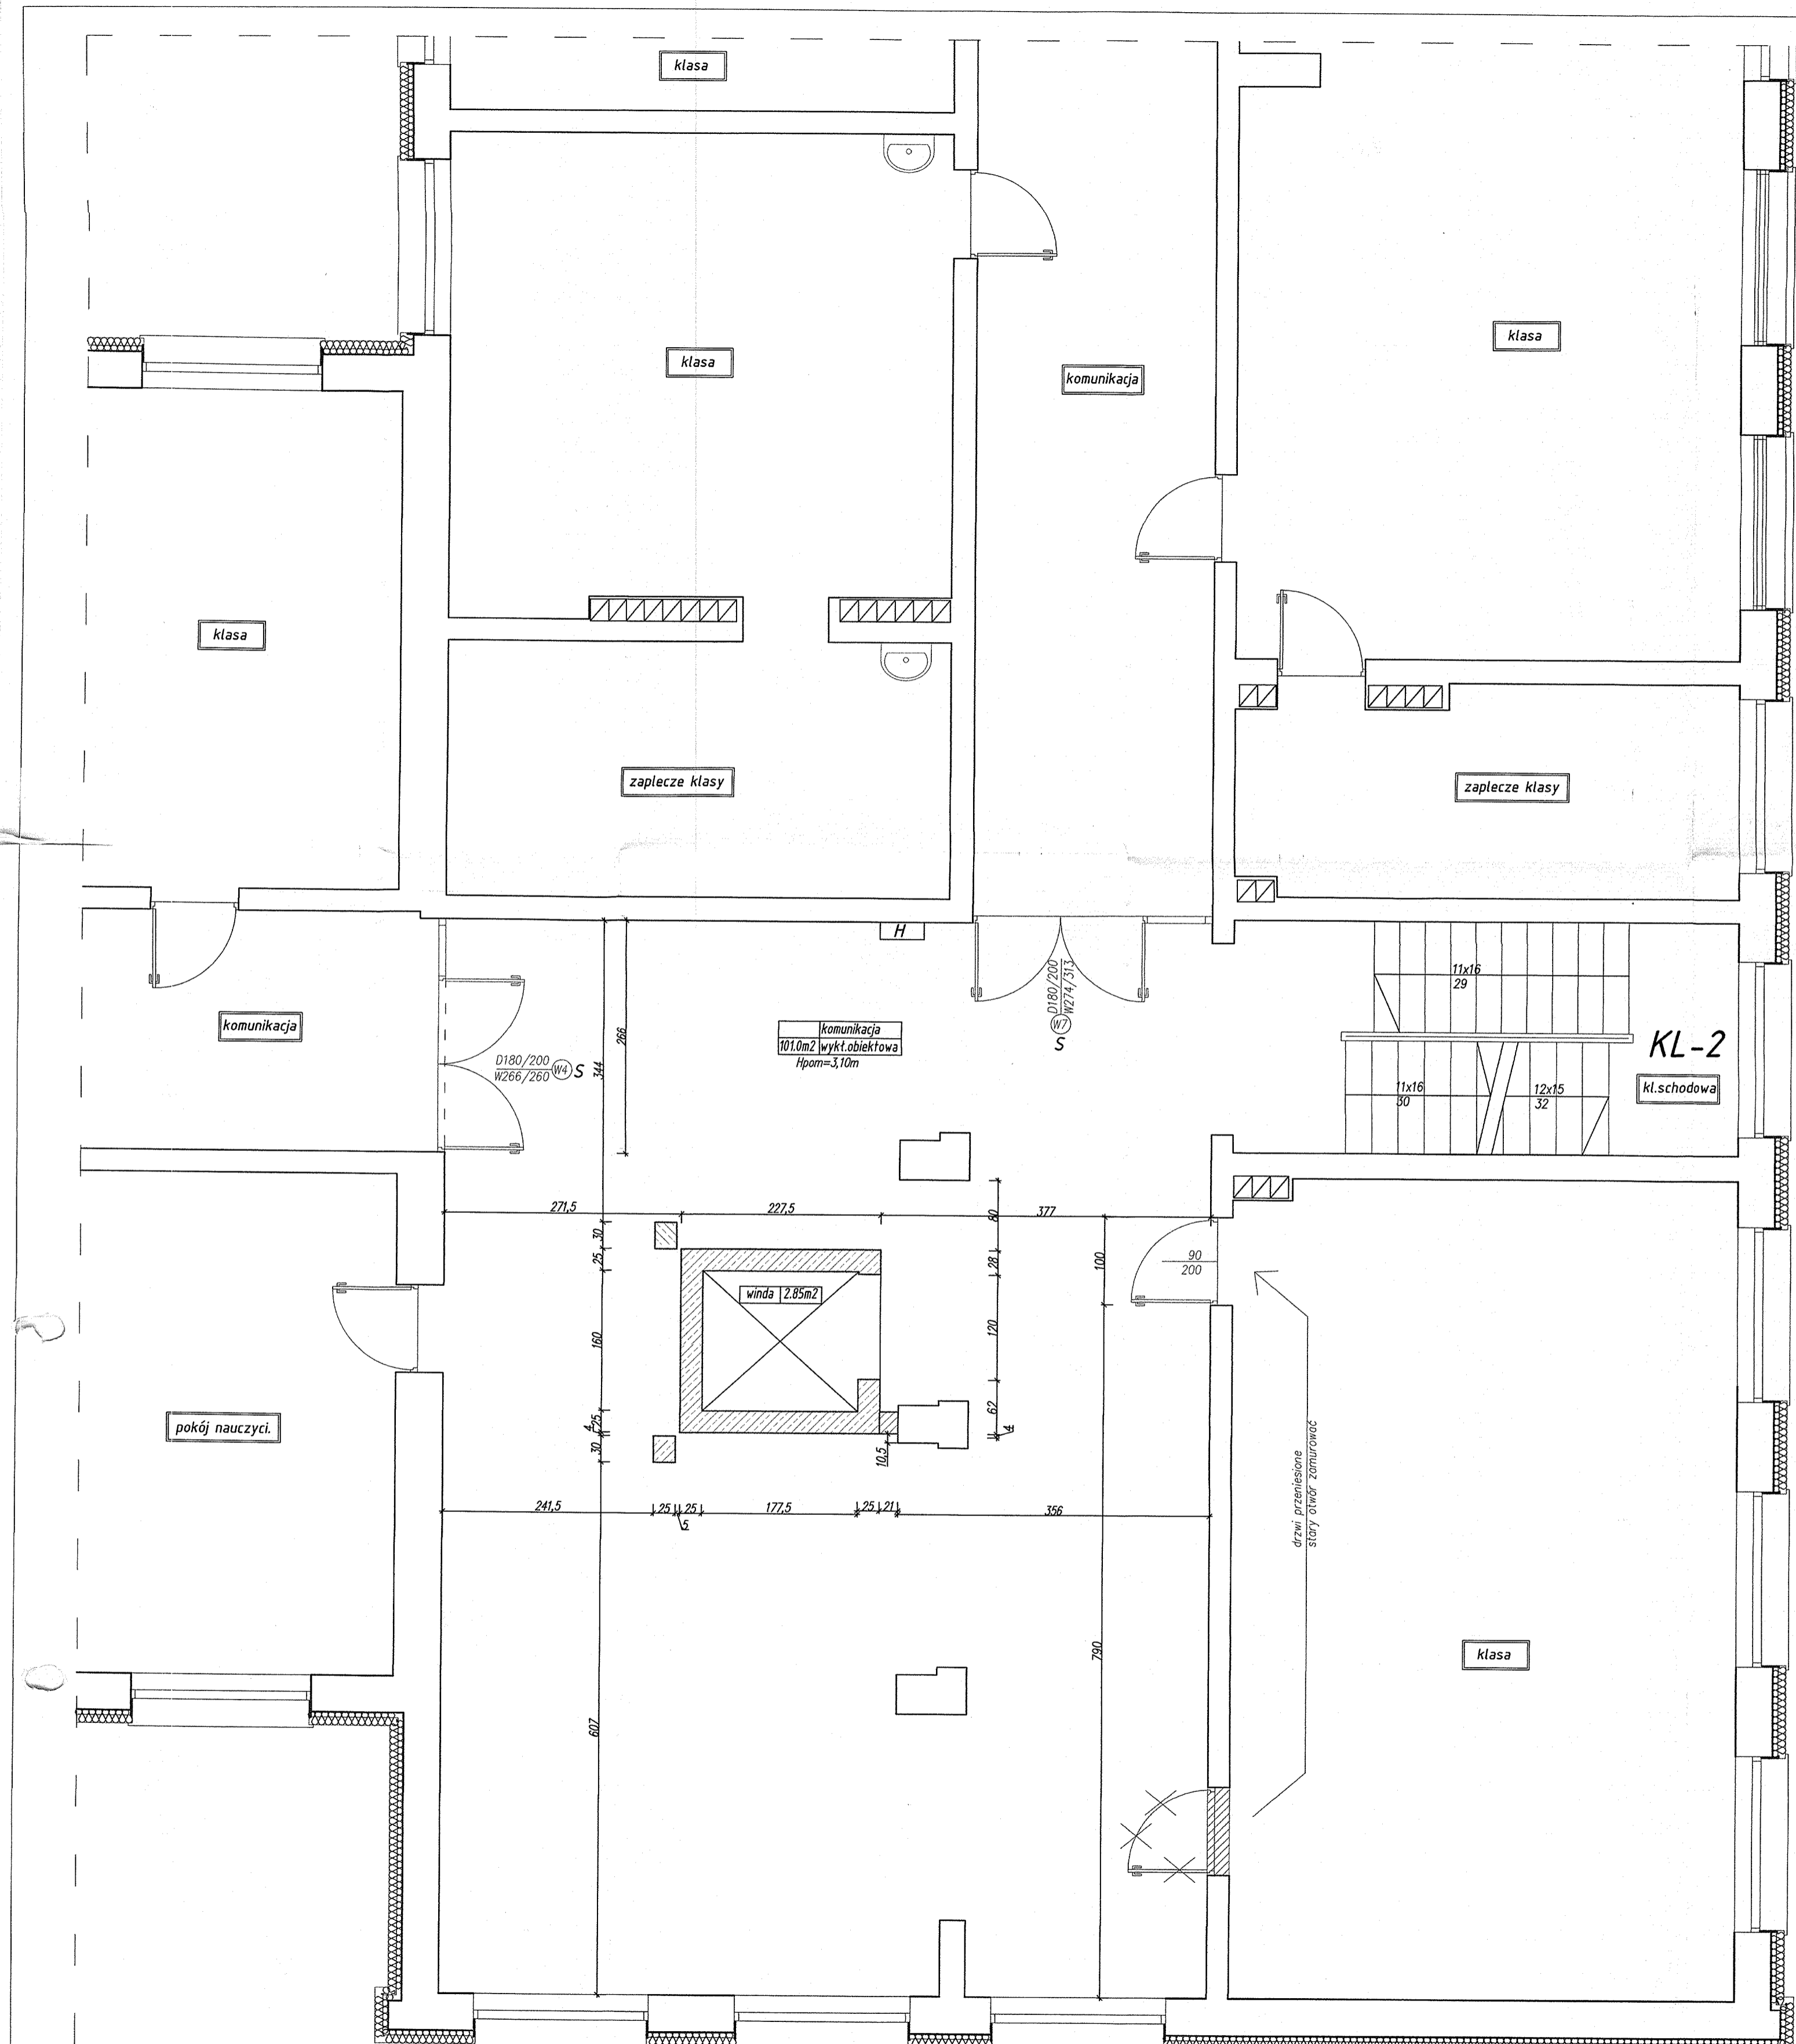 klasa
klasa
klasa
komunikacja
klasa
zaplecze klasy
zaplecze klasy
H
11x16
29
D180/200
W274/313
W7
S
komunikacja
komunikacja
101.0m2 wykł.obiektowa
Hpom=3,10m
KL-2
kl.schodowa
D180/200
W266/260
W4 S
344
266
11x16
30
12x15
32
271,5
227,5
377
80
30
25
28
100
90
200
winda 2.85m2
160
120
62
4
25
4
30
10,5
pokój nauczyci.
drzwi przeniesione
stary otwór zamurować
241,5
25
25
177,5
25
21
356
5
607
790
klasa